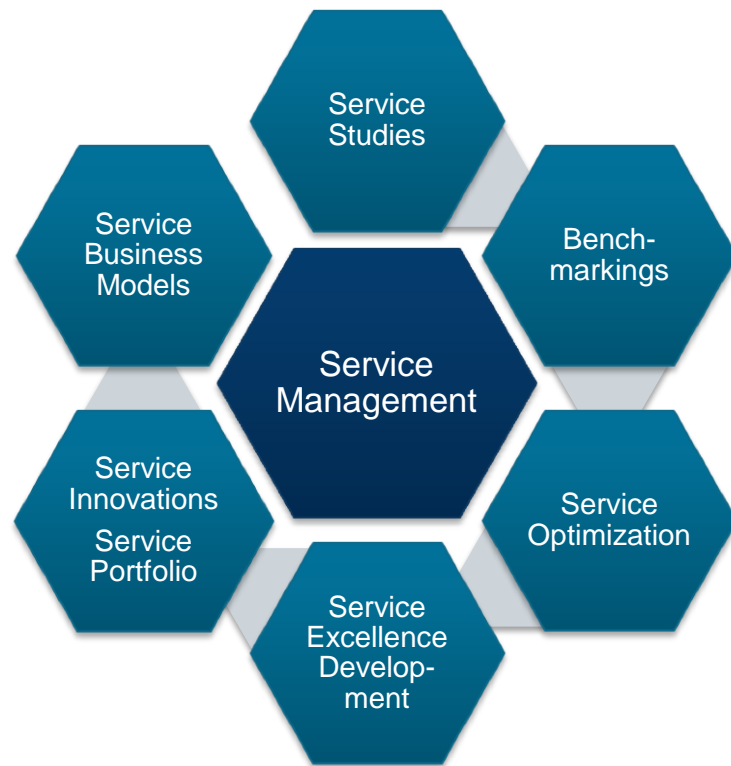 Service
Studies
Bench-
markings
Service
Optimization
Service
Excellence
Develop-
ment
Service
Innovations
Service
Portfolio
Service
Business
Models
Service
Management